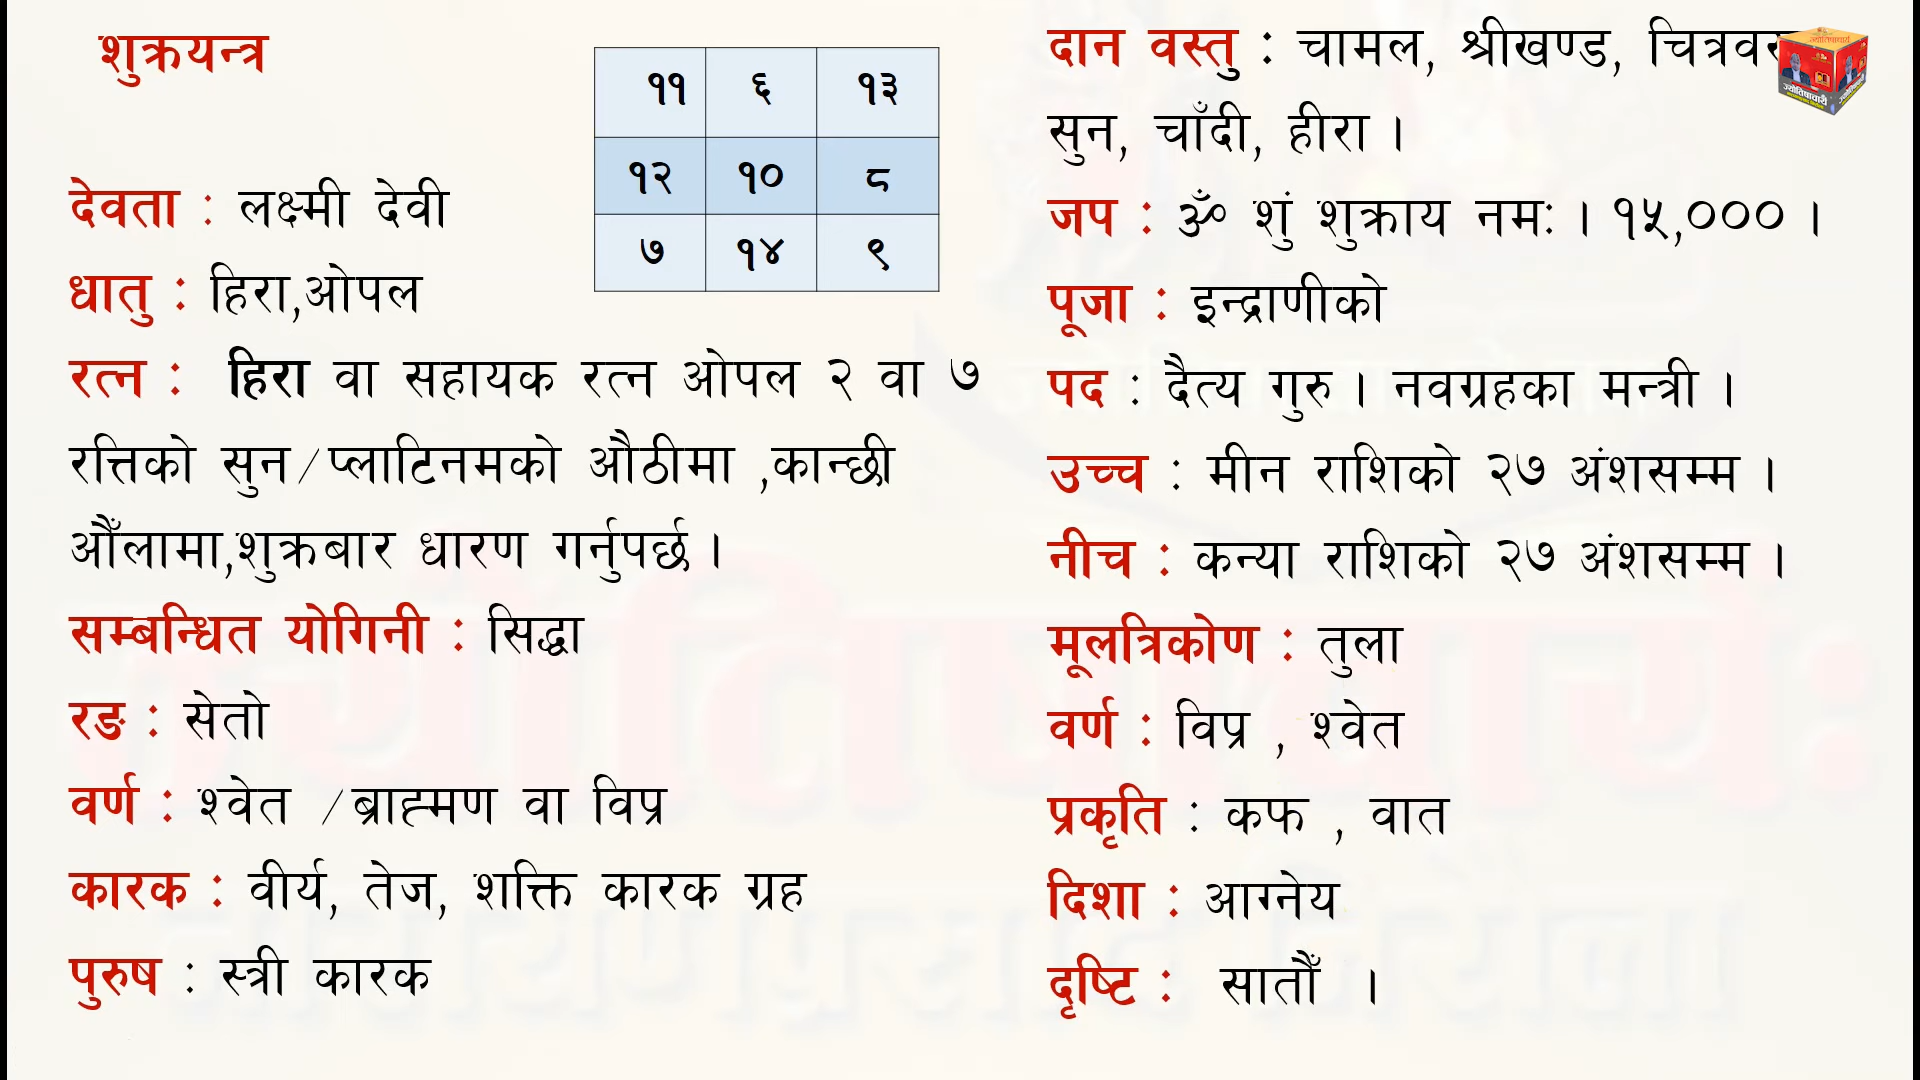 शुक्रयन्त्र
११ ६ १३
१२ १० ८
७ १४ ९
देवता : लक्ष्मी देवी
धातु : हिरा,ओपल
रत्न : हिरा वा सहायक रत्न ओपल २ वा ७
रत्तिको सुन/प्लाटिनमको औठीमा ,कान्छी
औँलामा,शुक्रबार धारण गर्नुपर्छ ।
सम्बन्धित योगिनी : सिद्धा
रङ : सेतो
वर्ण : श्वेत /ब्राह्मण वा विप्र
कारक : वीर्य, तेज, शक्ति कारक ग्रह
पुरुष : स्त्री कारक
दान वस्तु : चामल, श्रीखण्ड,
सुन, चाँदी, हीरा ।
जप : ॐ शुं शुक्राय नमः । १५,००० ।
पूजा : इन्द्राणीको
पद : दैत्य गुरु । नवग्रहका मन्त्री ।
उच्च : मीन राशिको २७ अंशसम्म ।
नीच : कन्या राशिको २७ अंशसम्म ।
मूलत्रिकोण : तुला
वर्ण : विप्र , श्वेत
प्रकृति : कफ , वात
दिशा : आग्नेय
दृष्टि : सातौँ ।
ज्योतिषाचार्य